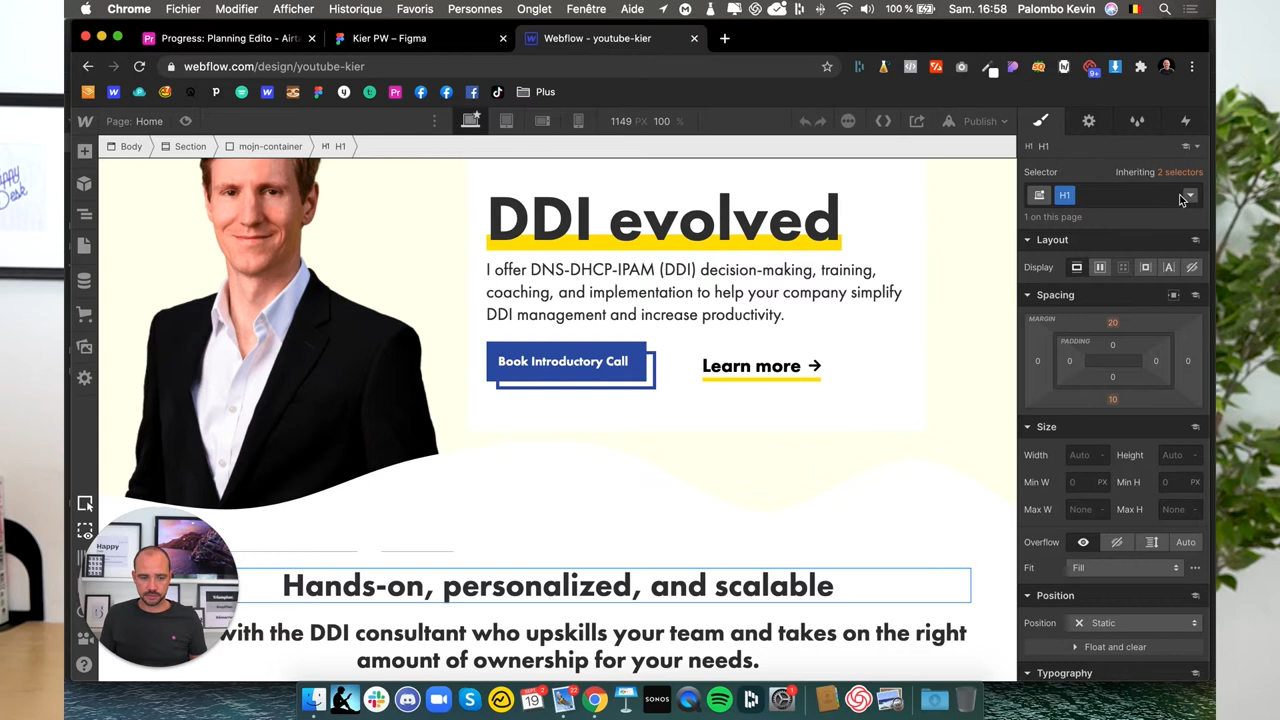 Chrome Fichier Modifier Afficher Historique Favoris Personnes Onglet Fenêtre Aide 100 % Sam. 16:58 Palombo Kevin
Progress: Planning Edito - Airta
Kier PW – Figma
Webflow - youtube-kier
webflow.com/design/youtube-kier
9+
Plus
Page: Home
1149 PX 100 %
Publish
Body
Section
mojn-container
H1 H1
H1 H1
Selector
Inheriting 2 selectors
H1
1 on this page
Layout
Display
Spacing
MARGIN
20
PADDING
0
0 0 0 0
0
10
Size
Width Auto - Height Auto -
Min W 0 PX Min H 0 PX
Max W None - Max H None -
Overflow Auto
Fit Fill
Position
Position Static
Float and clear
Typography
DDI evolved
I offer DNS-DHCP-IPAM (DDI) decision-making, training,
coaching, and implementation to help your company simplify
DDI management and increase productivity.
Book Introductory Call
Learn more →
Hands-on, personalized, and scalable
with the DDI consultant who upskills your team and takes on the right
amount of ownership for your needs.
Happy
SONOS
SEPT
19